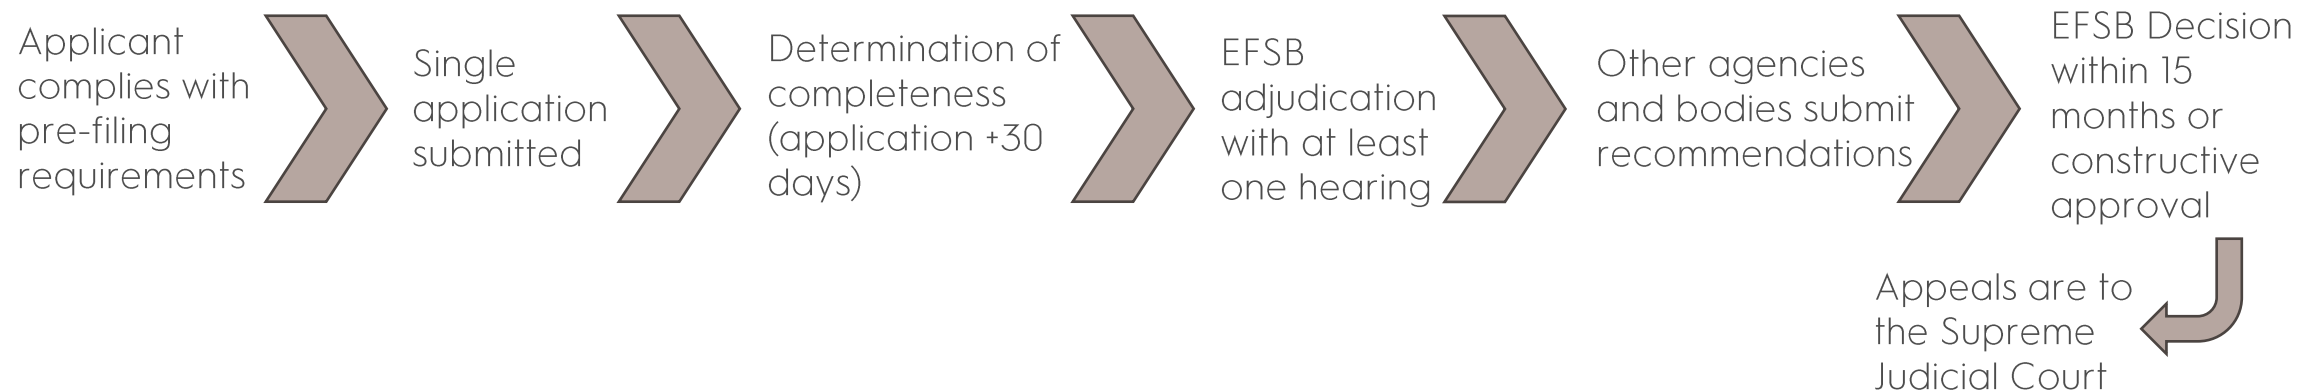 Applicant
complies with
pre-filing
requirements
Single
application
submitted
Determination of
completeness
(application +30
days)
EFSB
adjudication
with at least
one hearing
Other agencies
and bodies submit
recommendations
EFSB Decision
within 15
months or
constructive
approval
Appeals are to
the Supreme
Judicial Court